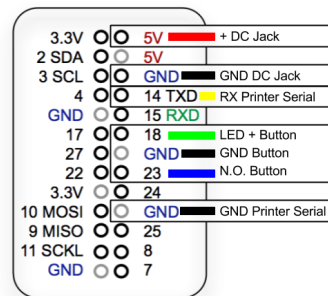 3.3V 5V + DC Jack
2 SDA 5V
3 SCL GND GND DC Jack
4 14 TXD RX Printer Serial
GND 15 RXD
17 18 LED + Button
27 GND GND Button
22 23 N.O. Button
3.3V 24
10 MOSI GND GND Printer Serial
9 MISO 25
11 SCKL 8
GND 7